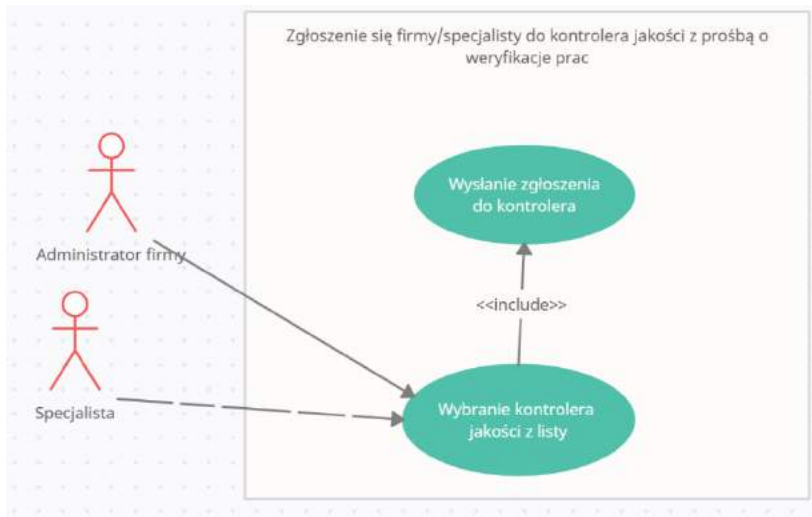 Zgłoszenie się firmy/specjalisty do kontrolera jakości z prośbą o
weryfikacje prac
Wysłanie zgłoszenia
do kontrolera
Administrator firmy
<<include>>
Specjalista
Wybranie kontrolera
jakości z listy